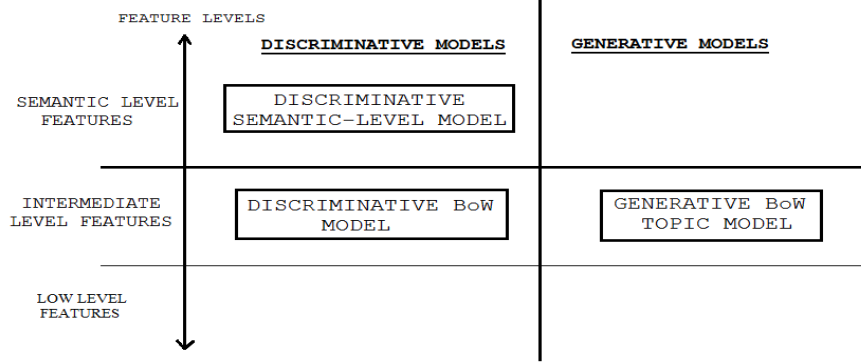 FEATURE LEVELS
DISCRIMINATIVE MODELS
GENERATIVE MODELS
SEMANTIC LEVEL
FEATURES
DISCRIMINATIVE
SEMANTIC-LEVEL MODEL
INTERMEDIATE
LEVEL FEATURES
DISCRIMINATIVE BoW
MODEL
GENERATIVE BoW
TOPIC MODEL
LOW LEVEL
FEATURES